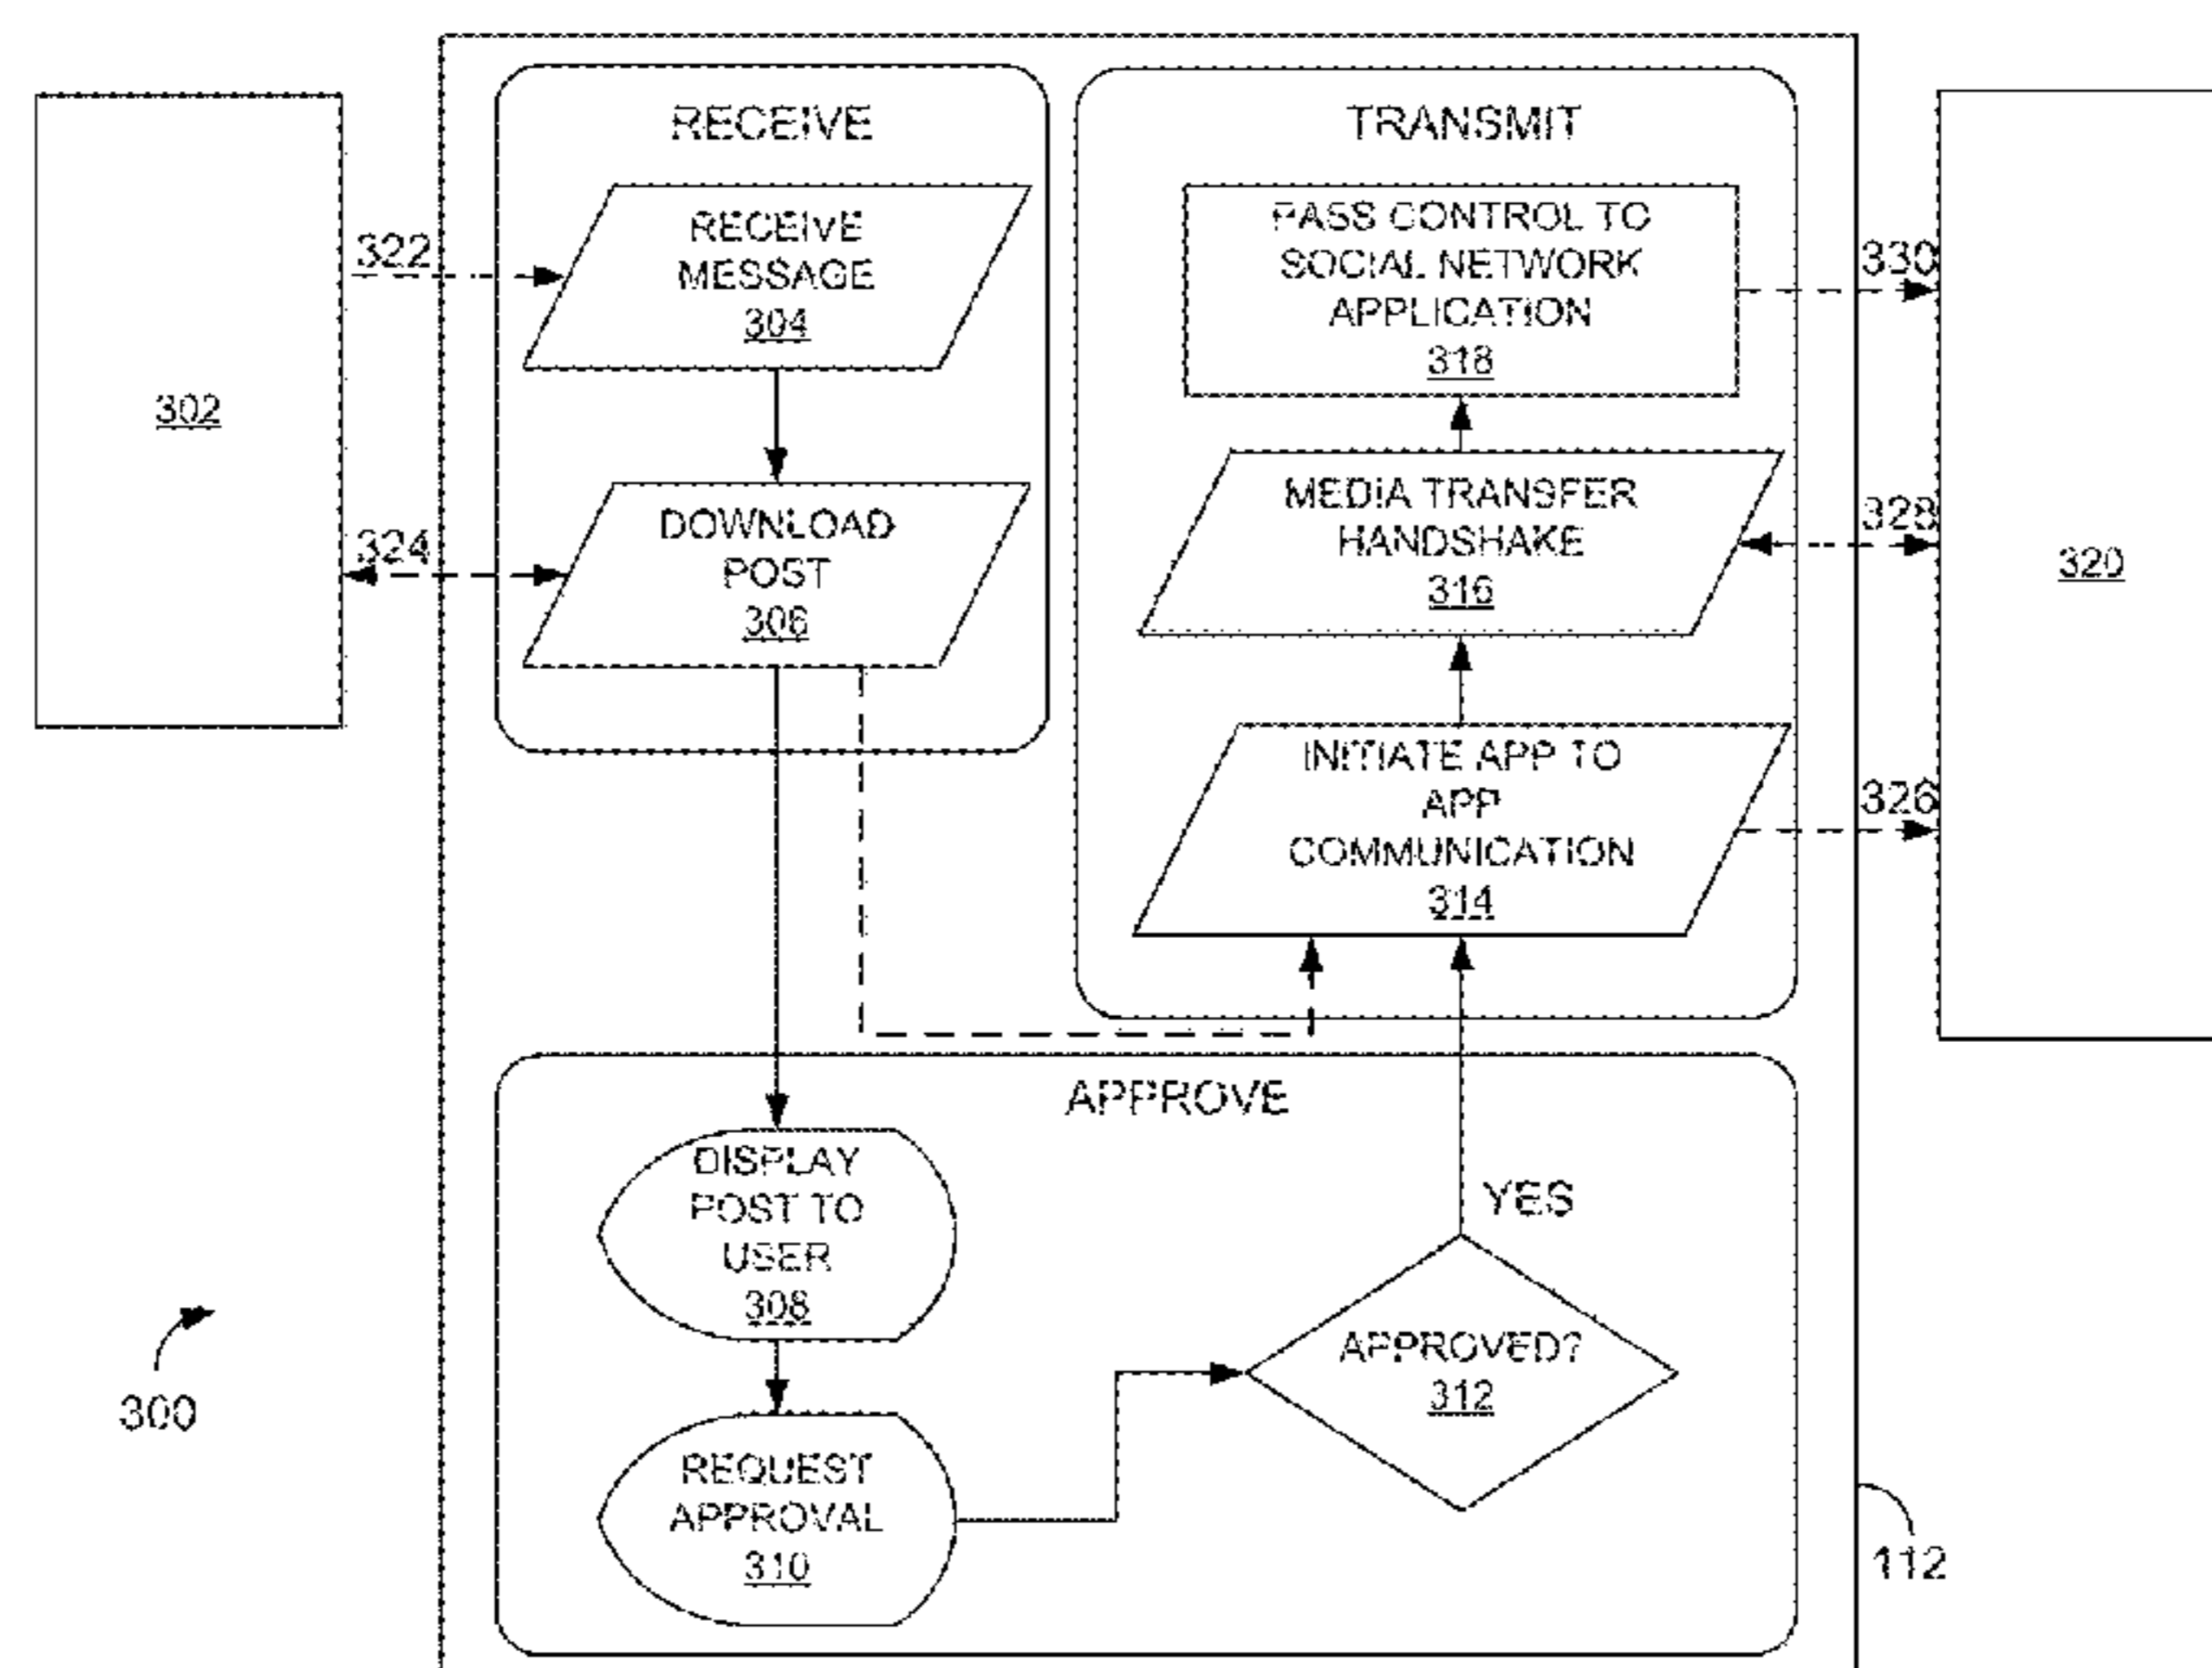 RECEIVE
RECEIVE
MESSAGE
304
DOWNLOAD
POST
306
TRANSMIT
PASS CONTROL TO
SOCIAL NETWORK
APPLICATION
318
MEDIA TRANSFER
HANDSHAKE
316
INITIATE APP TO
APP
COMMUNICATION
314
302
322
324
330
328
326
320
APPROVE
DISPLAY
POST TO
USER
308
REQUEST
APPROVAL
310
YES
APPROVED?
312
300
112